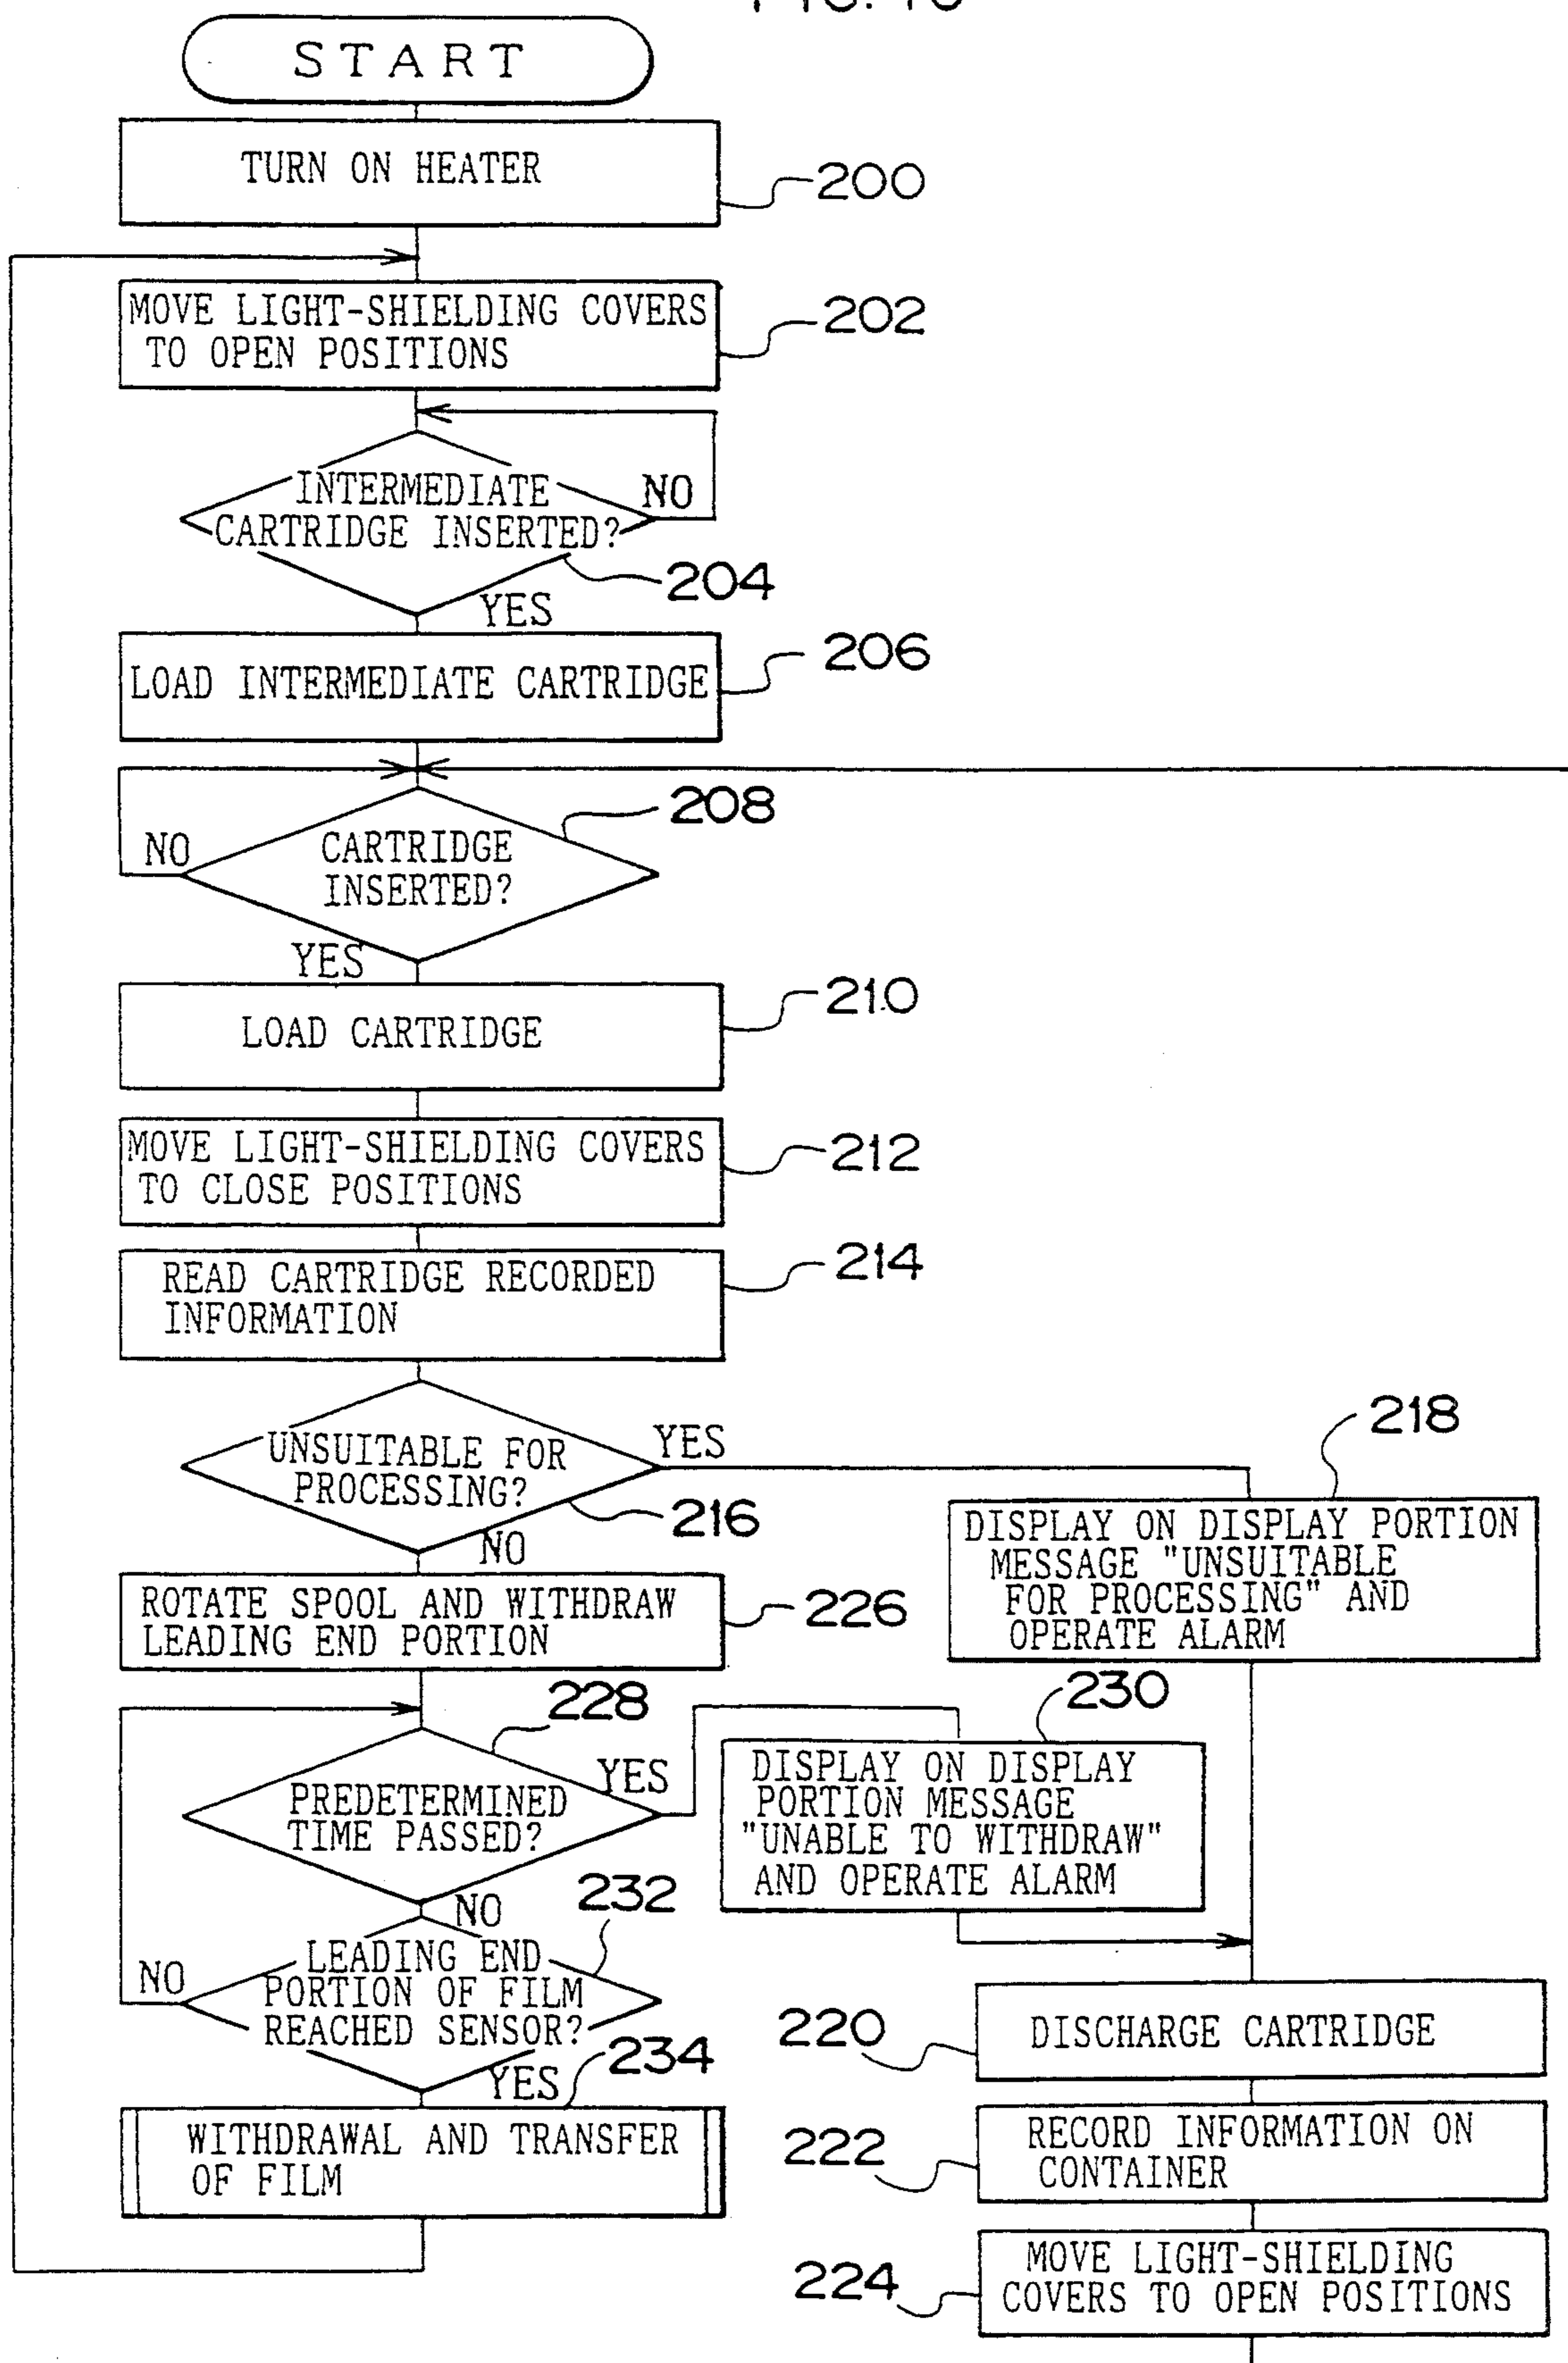 START
TURN ON HEATER
200
MOVE LIGHT-SHIELDING COVERS
TO OPEN POSITIONS
202
INTERMEDIATE
CARTRIDGE INSERTED?
NO
204
YES
LOAD INTERMEDIATE CARTRIDGE
206
208
NO
CARTRIDGE
INSERTED?
YES
LOAD CARTRIDGE
210
MOVE LIGHT-SHIELDING COVERS
TO CLOSE POSITIONS
212
READ CARTRIDGE RECORDED
INFORMATION
214
UNSUITABLE FOR
PROCESSING?
YES
216
NO
218
DISPLAY ON DISPLAY PORTION
MESSAGE "UNSUITABLE
FOR PROCESSING" AND
OPERATE ALARM
ROTATE SPOOL AND WITHDRAW
LEADING END PORTION
226
228
PREDETERMINED
TIME PASSED?
YES
230
DISPLAY ON DISPLAY
PORTION MESSAGE
"UNABLE TO WITHDRAW"
AND OPERATE ALARM
NO
232
LEADING END
PORTION OF FILM
REACHED SENSOR?
NO
YES
234
WITHDRAWAL AND TRANSFER
OF FILM
220
DISCHARGE CARTRIDGE
222
RECORD INFORMATION ON
CONTAINER
224
MOVE LIGHT-SHIELDING
COVERS TO OPEN POSITIONS